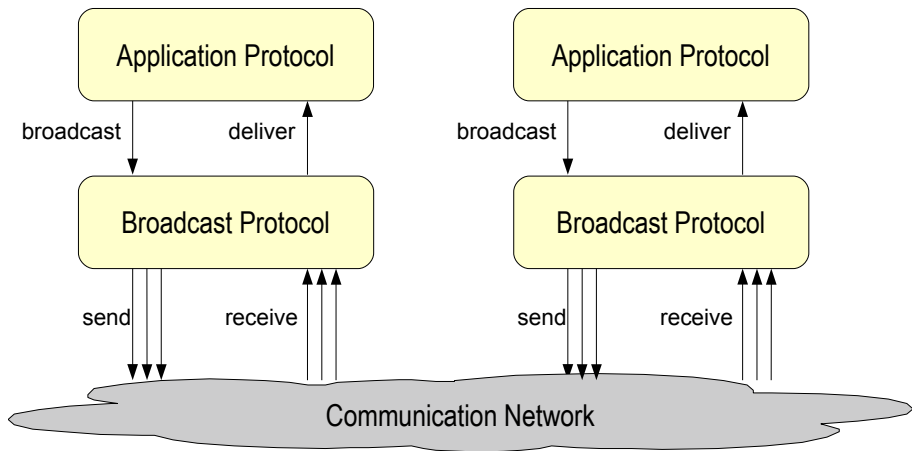 Application Protocol
Application Protocol
broadcast
deliver
broadcast
deliver
Broadcast Protocol
Broadcast Protocol
send
receive
send
receive
Communication Network